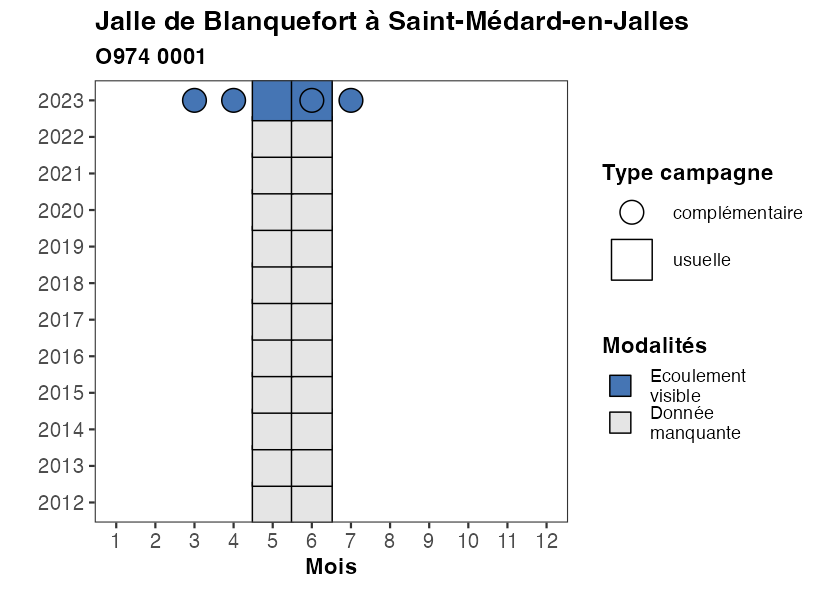 Jalle de Blanquefort à Saint-Médard-en-Jalles
O974 0001
2023
2022
2021
2020
2019
2018
2017
2016
2015
2014
2013
2012
1 2 3 4 5 6 7 8 9 10 11 12
Mois
Type campagne
complémentaire
usuelle
Modalités
Ecoulement
visible
Donnée
manquante